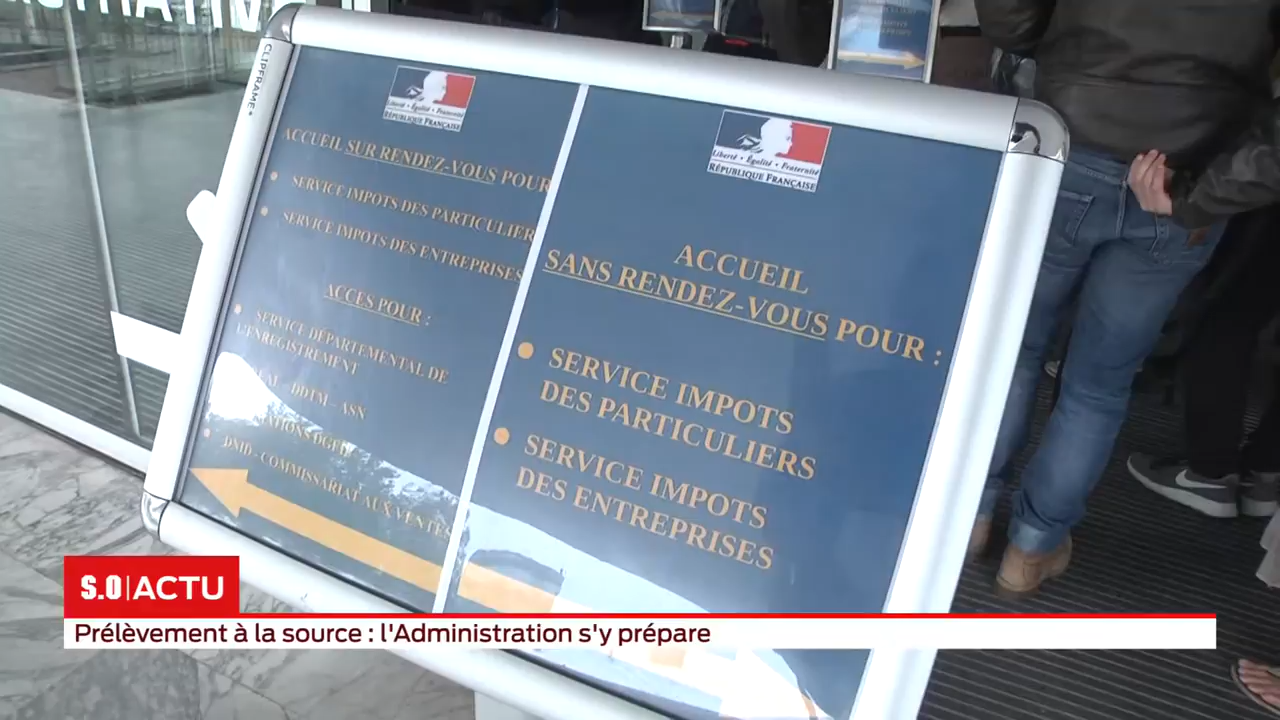 CLIPFRAME+
Liberté • Égalité • Fraternité
RÉPUBLIQUE FRANÇAISE
ACCUEIL SUR RENDEZ-VOUS POUR
• SERVICE IMPOTS DES PARTICULIER
• SERVICE IMPOTS DES ENTREPRISES
ACCÈS POUR :
• SERVICE DÉPARTEMENTAL DE
L'ENREGISTREMENT
DDTM - ASN
• DNID - COMMISSARIAT AUX VENTES
Liberté • Égalité • Fraternité
RÉPUBLIQUE FRANÇAISE
ACCUEIL
SANS RENDEZ-VOUS POUR :
• SERVICE IMPOTS
DES PARTICULIERS
• SERVICE IMPOTS
DES ENTREPRISES
S.O|ACTU
Prélèvement à la source : l'Administration s'y prépare